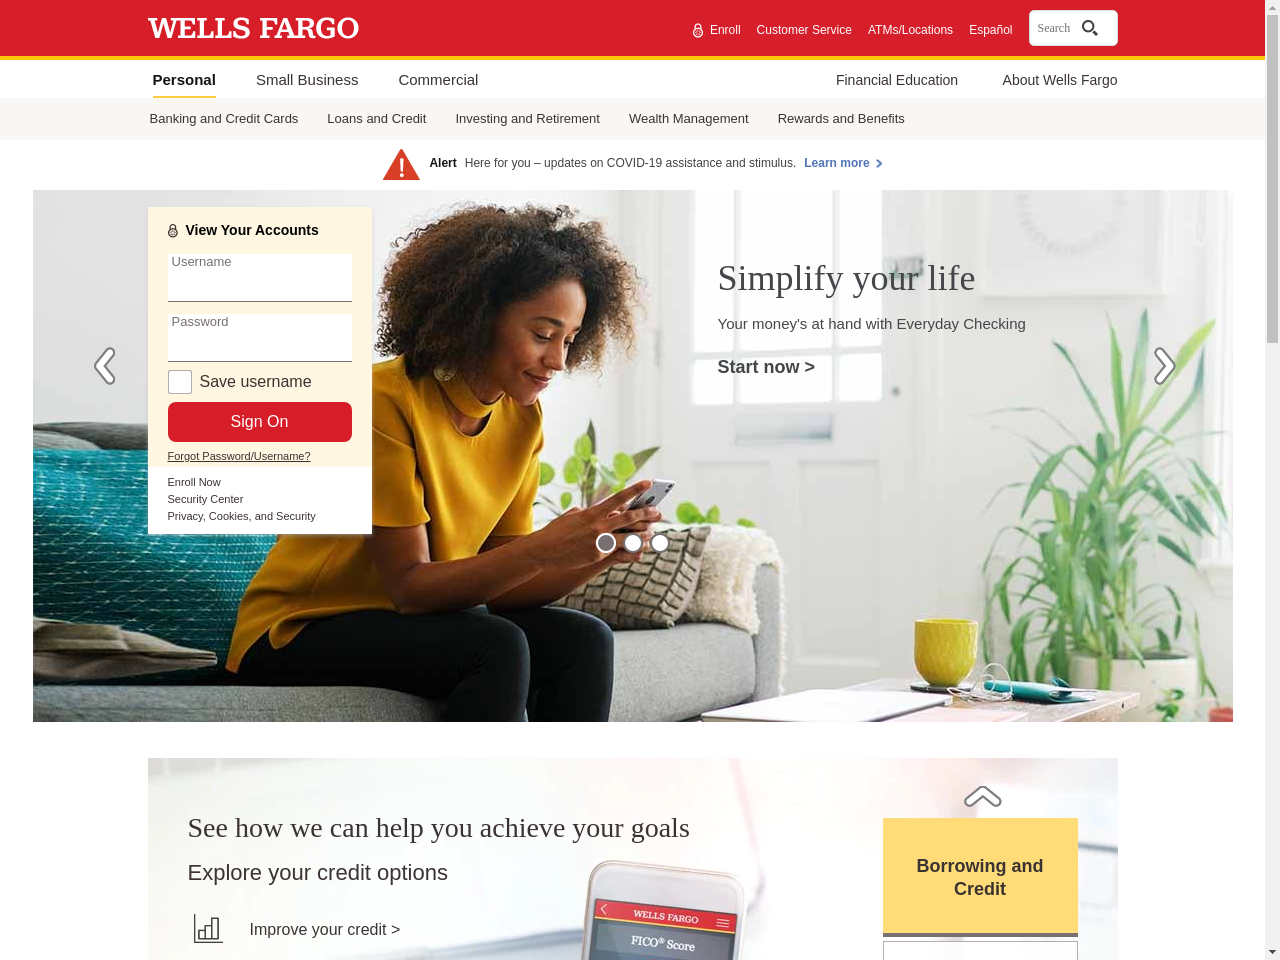 WELLS FARGO
Enroll
Customer Service
ATMs/Locations
Español
Search
Personal
Small Business
Commercial
Financial Education
About Wells Fargo
Banking and Credit Cards
Loans and Credit
Investing and Retirement
Wealth Management
Rewards and Benefits
Alert Here for you – updates on COVID-19 assistance and stimulus. Learn more
View Your Accounts
Username
Password
Save username
Sign On
Forgot Password/Username?
Enroll Now
Security Center
Privacy, Cookies, and Security
Simplify your life
Your money's at hand with Everyday Checking
Start now >
See how we can help you achieve your goals
Explore your credit options
Improve your credit >
WELLS FARGO
FICO® Score
Borrowing and
Credit